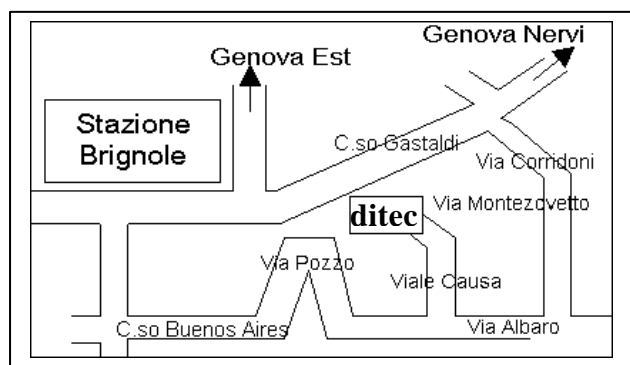 Genova Nervi
Genova Est
Stazione
Brignole
C.so Gastaldi
Via Corridoni
ditec
Via Montezovetto
Via Pozzo
Viale Causa
C.so Buenos Aires
Via Albaro